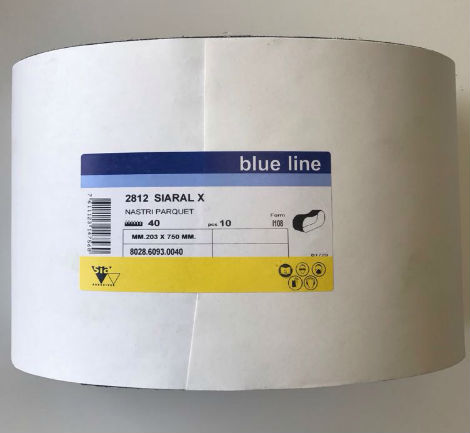 blue line
2812 SIARAL X
NASTRI PARQUET
40 pcs 10 Form
MM.203 X 750 MM.
8028.6093.0040
sia